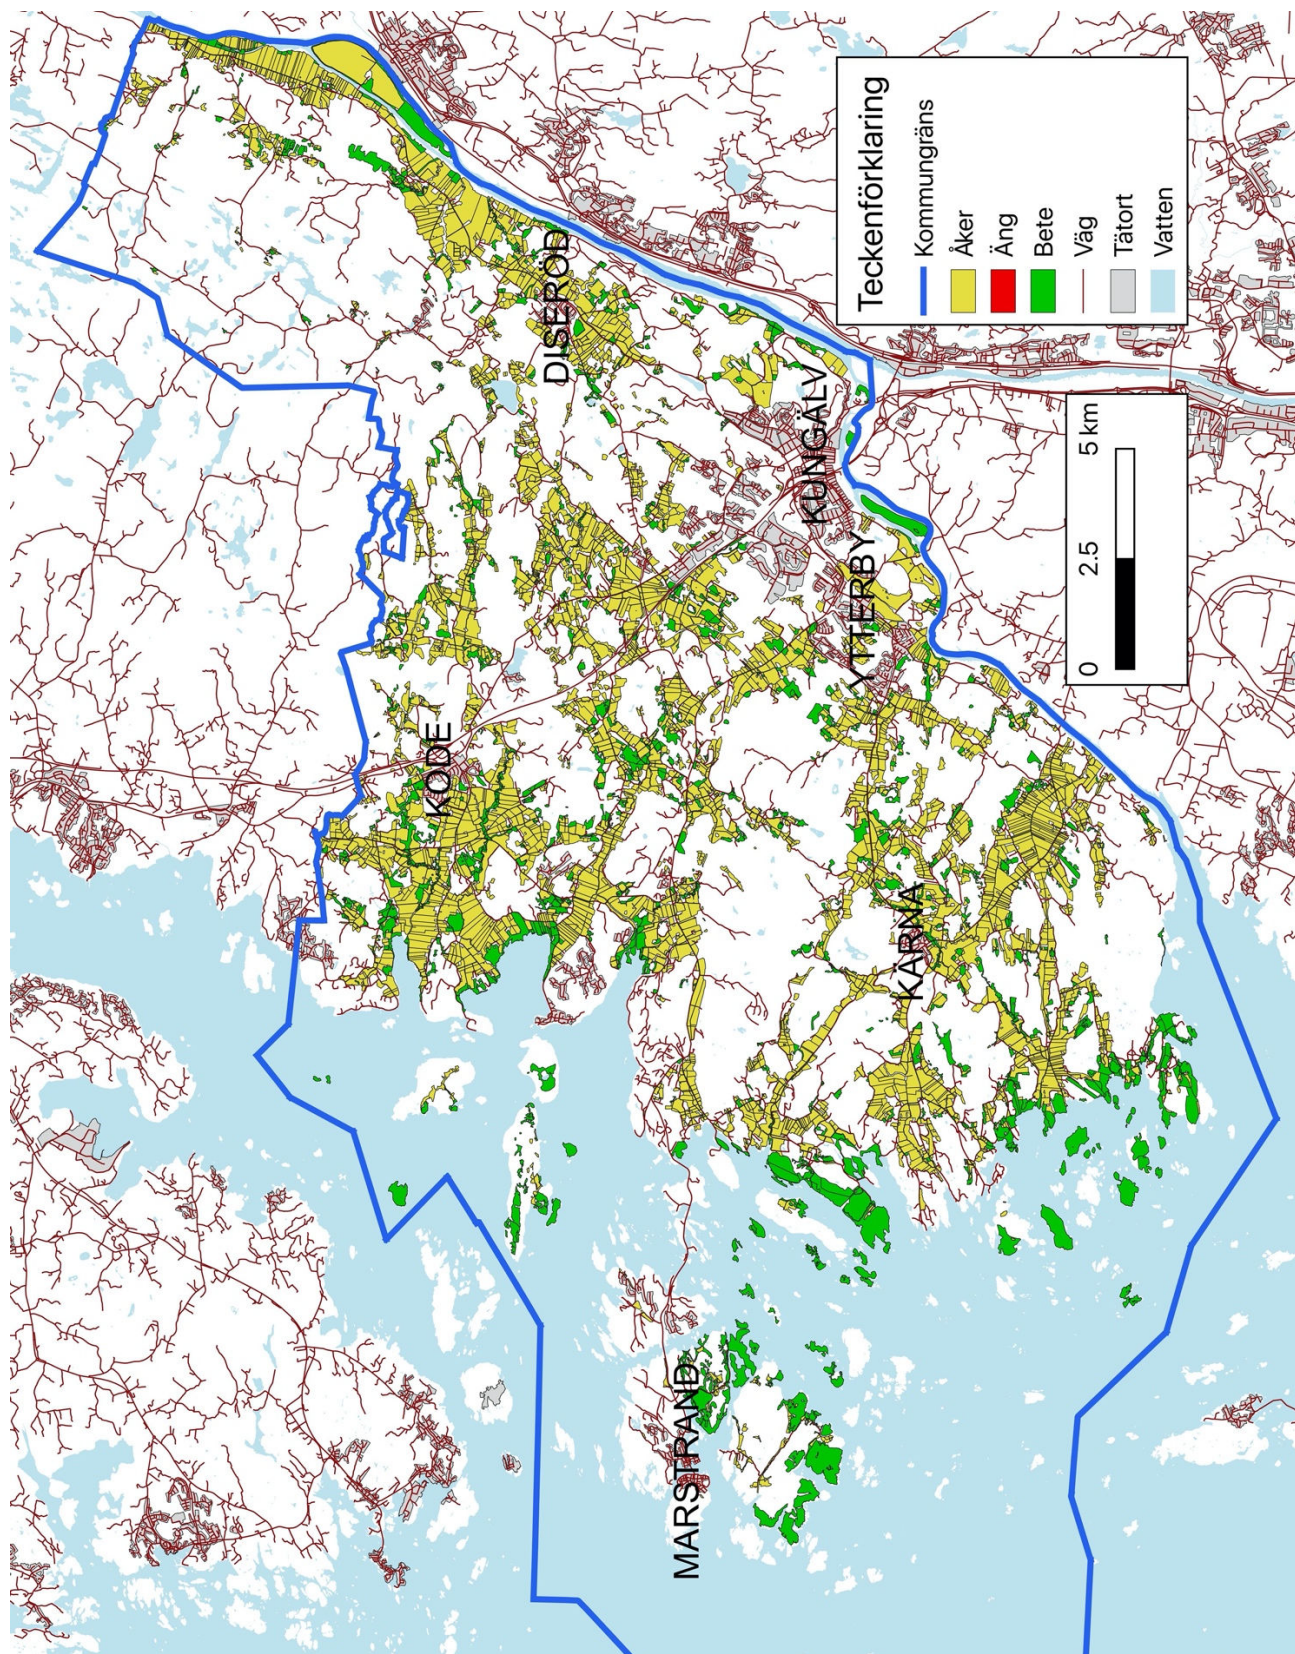 DISERÖD
KODE
KUNGÄLV
YTTERBY
KÄRNA
MARSTRAND
Teckenförklaring
Kommungräns
Åker
Äng
Bete
Väg
Tätort
Vatten
0 2.5 5 km